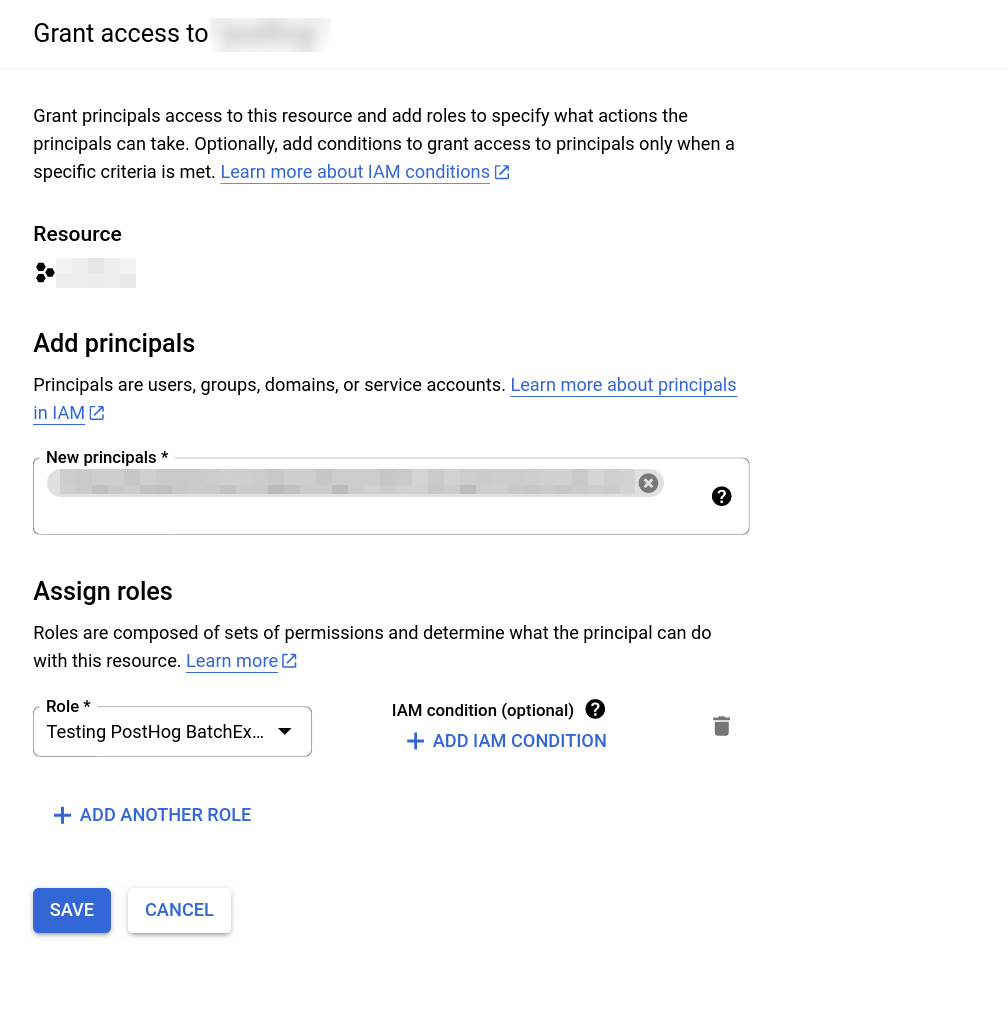 Grant access to
Grant principals access to this resource and add roles to specify what actions the
principals can take. Optionally, add conditions to grant access to principals only when a
specific criteria is met. Learn more about IAM conditions
Resource
Add principals
Principals are users, groups, domains, or service accounts. Learn more about principals
in IAM
New principals *
Assign roles
Roles are composed of sets of permissions and determine what the principal can do
with this resource. Learn more
Role *
Testing PostHog BatchEx...
IAM condition (optional)
ADD IAM CONDITION
ADD ANOTHER ROLE
SAVE
CANCEL